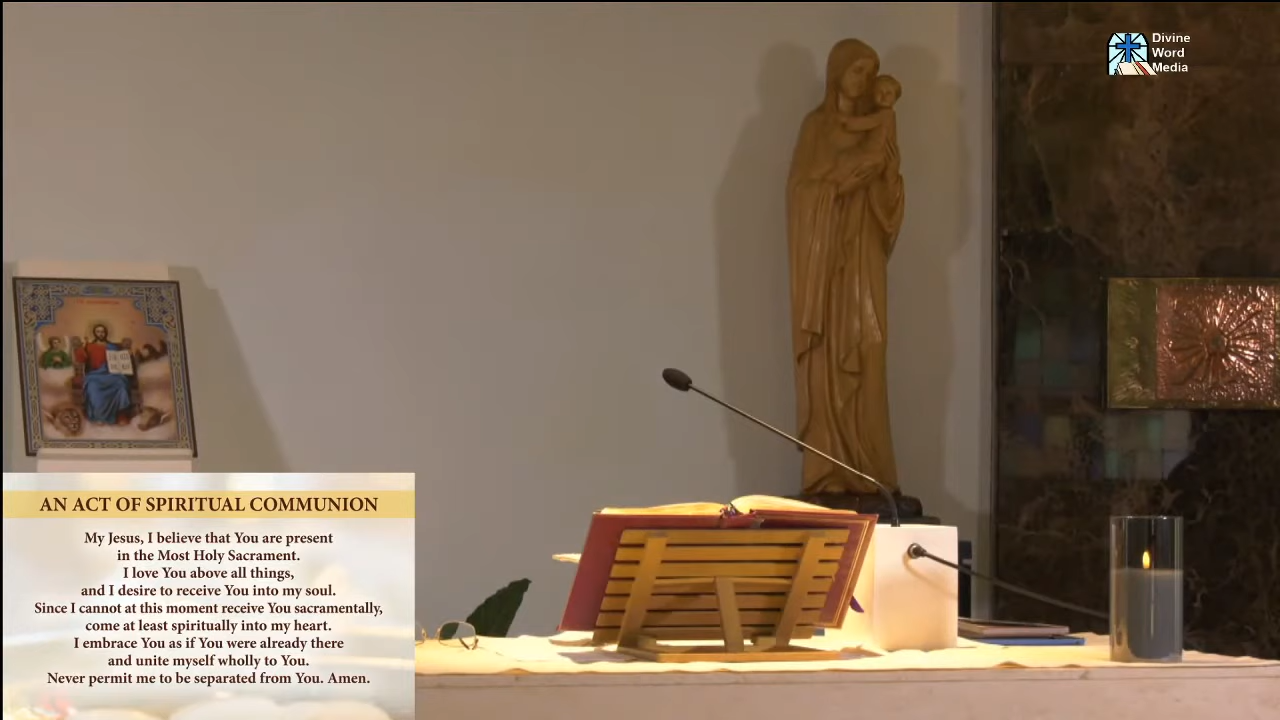 Divine
Word
Media
AN ACT OF SPIRITUAL COMMUNION
My Jesus, I believe that You are present
in the Most Holy Sacrament.
I love You above all things,
and I desire to receive You into my soul.
Since I cannot at this moment receive You sacramentally,
come at least spiritually into my heart.
I embrace You as if You were already there
and unite myself wholly to You.
Never permit me to be separated from You. Amen.